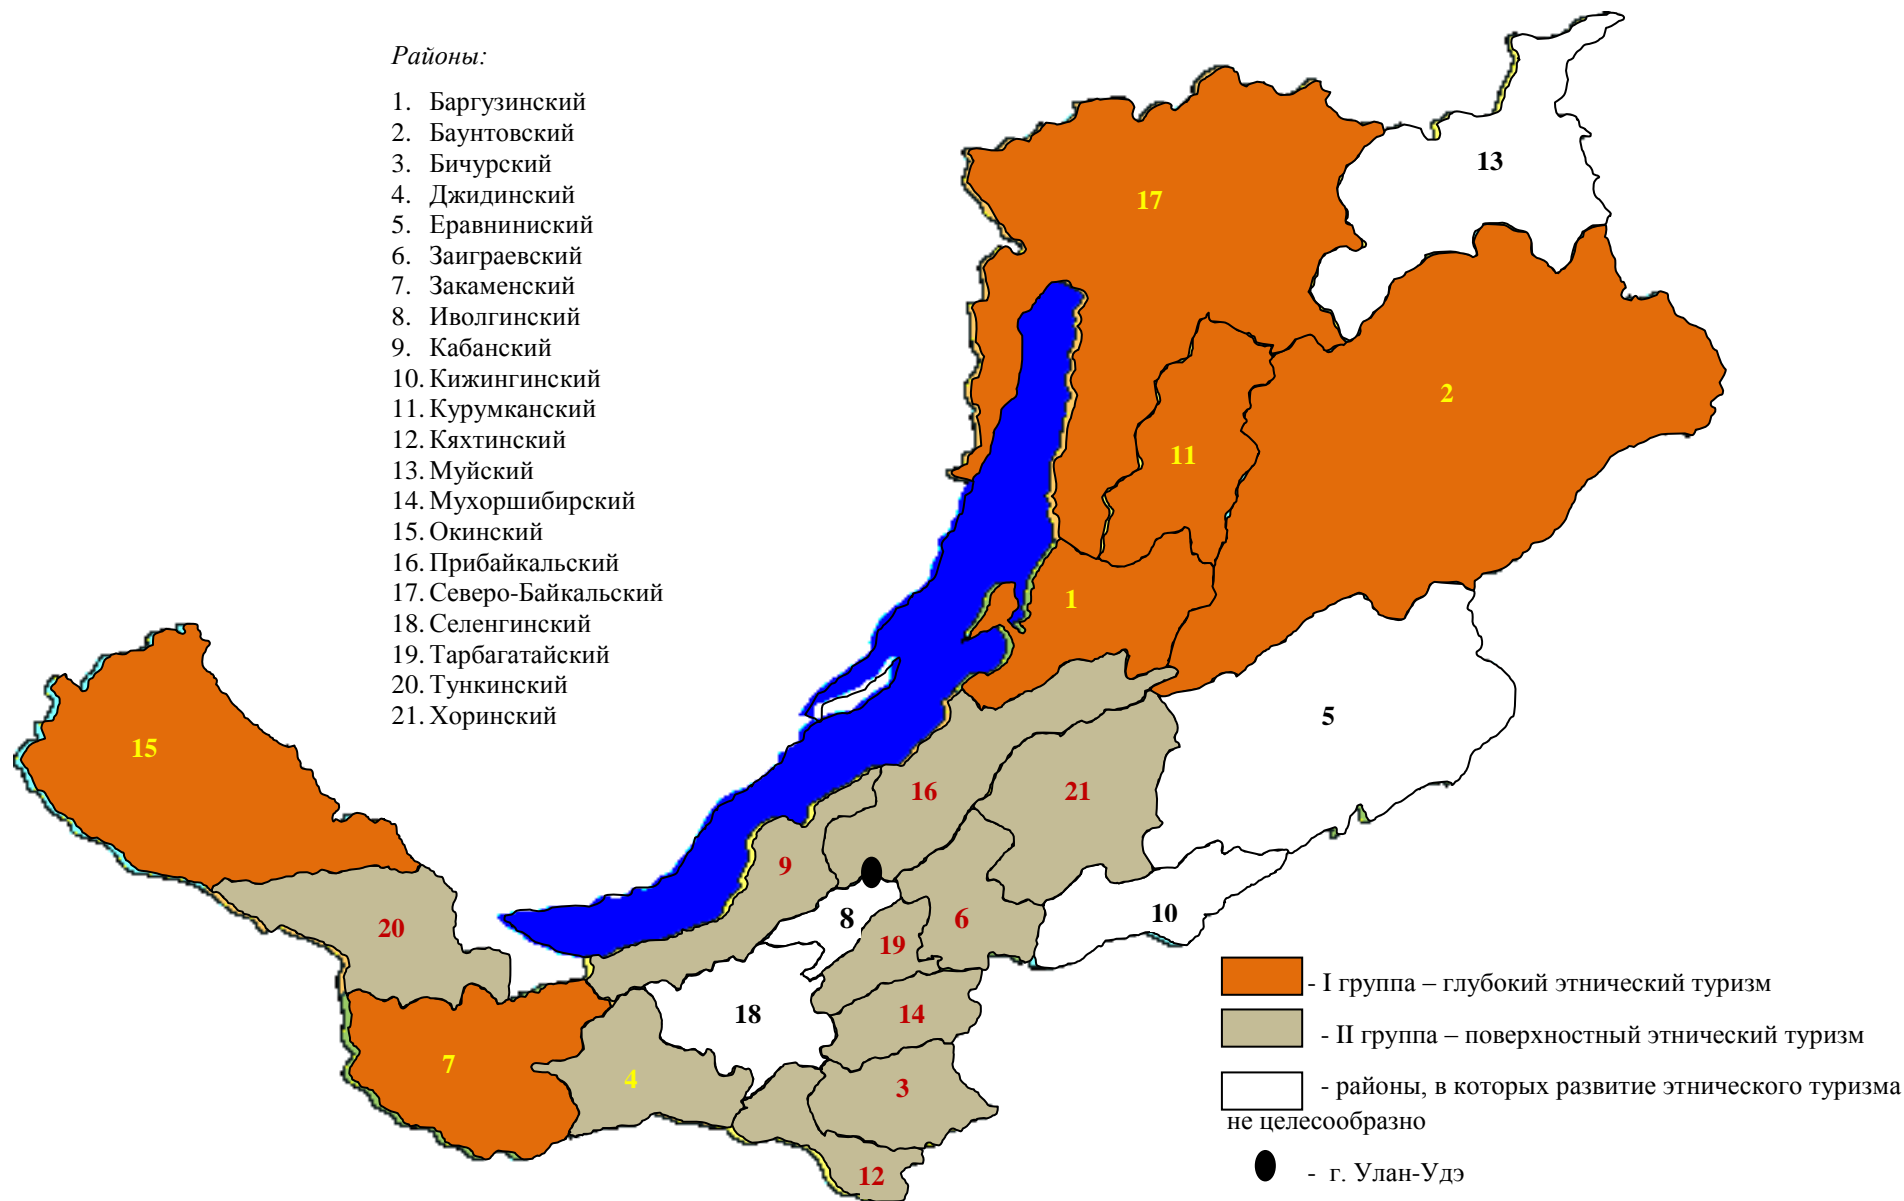 Районы:
1. Баргузинский
2. Баунтовский
3. Бичурский
4. Джидинский
5. Еравниниский
6. Заиграевский
7. Закаменский
8. Иволгинский
9. Кабанский
10. Кижингинский
11. Курумканский
12. Кяхтинский
13. Муйский
14. Мухоршибирский
15. Окинский
16. Прибайкальский
17. Северо-Байкальский
18. Селенгинский
19. Тарбагатайский
20. Тункинский
21. Хоринский
13
17
2
11
1
5
15
16
21
9
8
10
20
19
6
18
14
7
4
3
12
- I группа – глубокий этнический туризм
- II группа – поверхностный этнический туризм
- районы, в которых развитие этнического туризма
не целесообразно
- г. Улан-Удэ